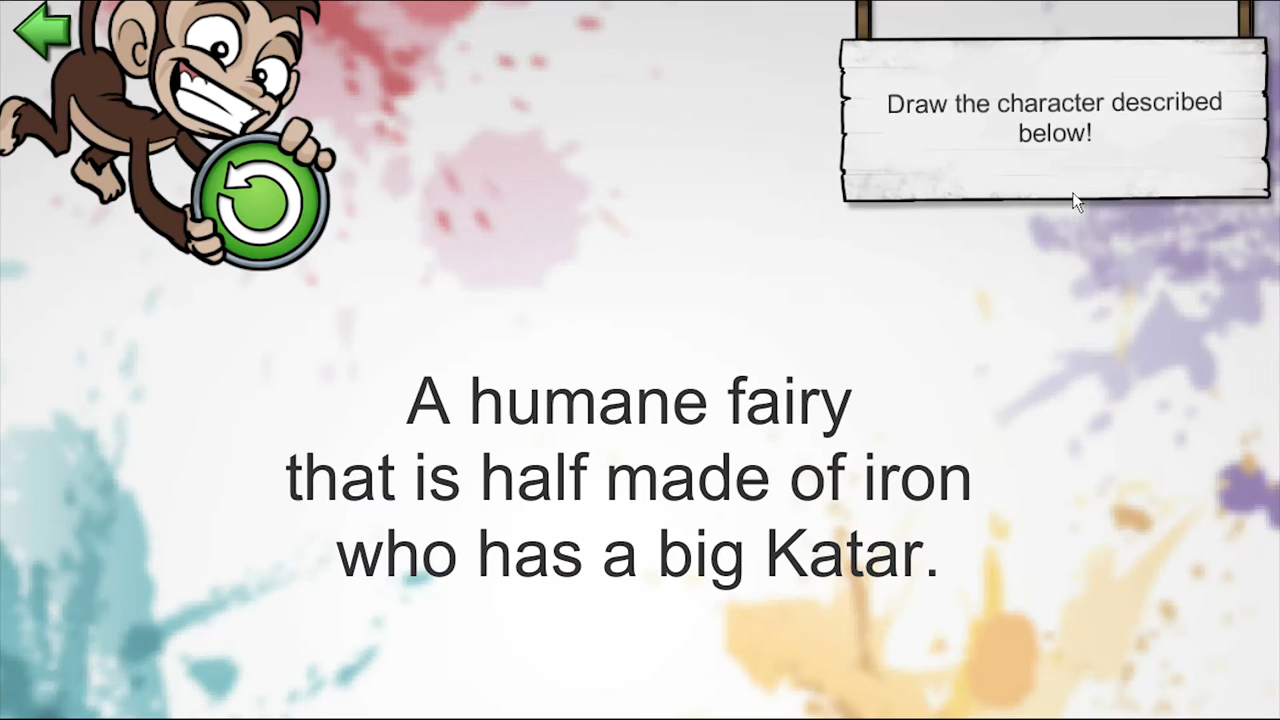 Draw the character described
below!
A humane fairy
that is half made of iron
who has a big Katar.